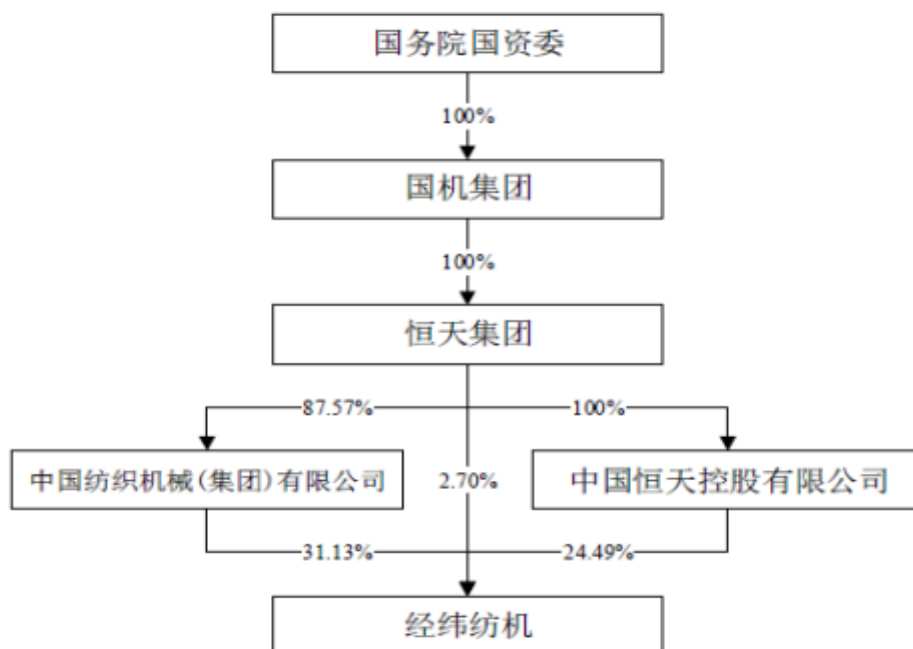 国务院国资委
100%
国机集团
100%
恒天集团
87.57%
100%
中国纺织机械(集团)有限公司
2.70%
中国恒天控股有限公司
31.13%
24.49%
经纬纺机